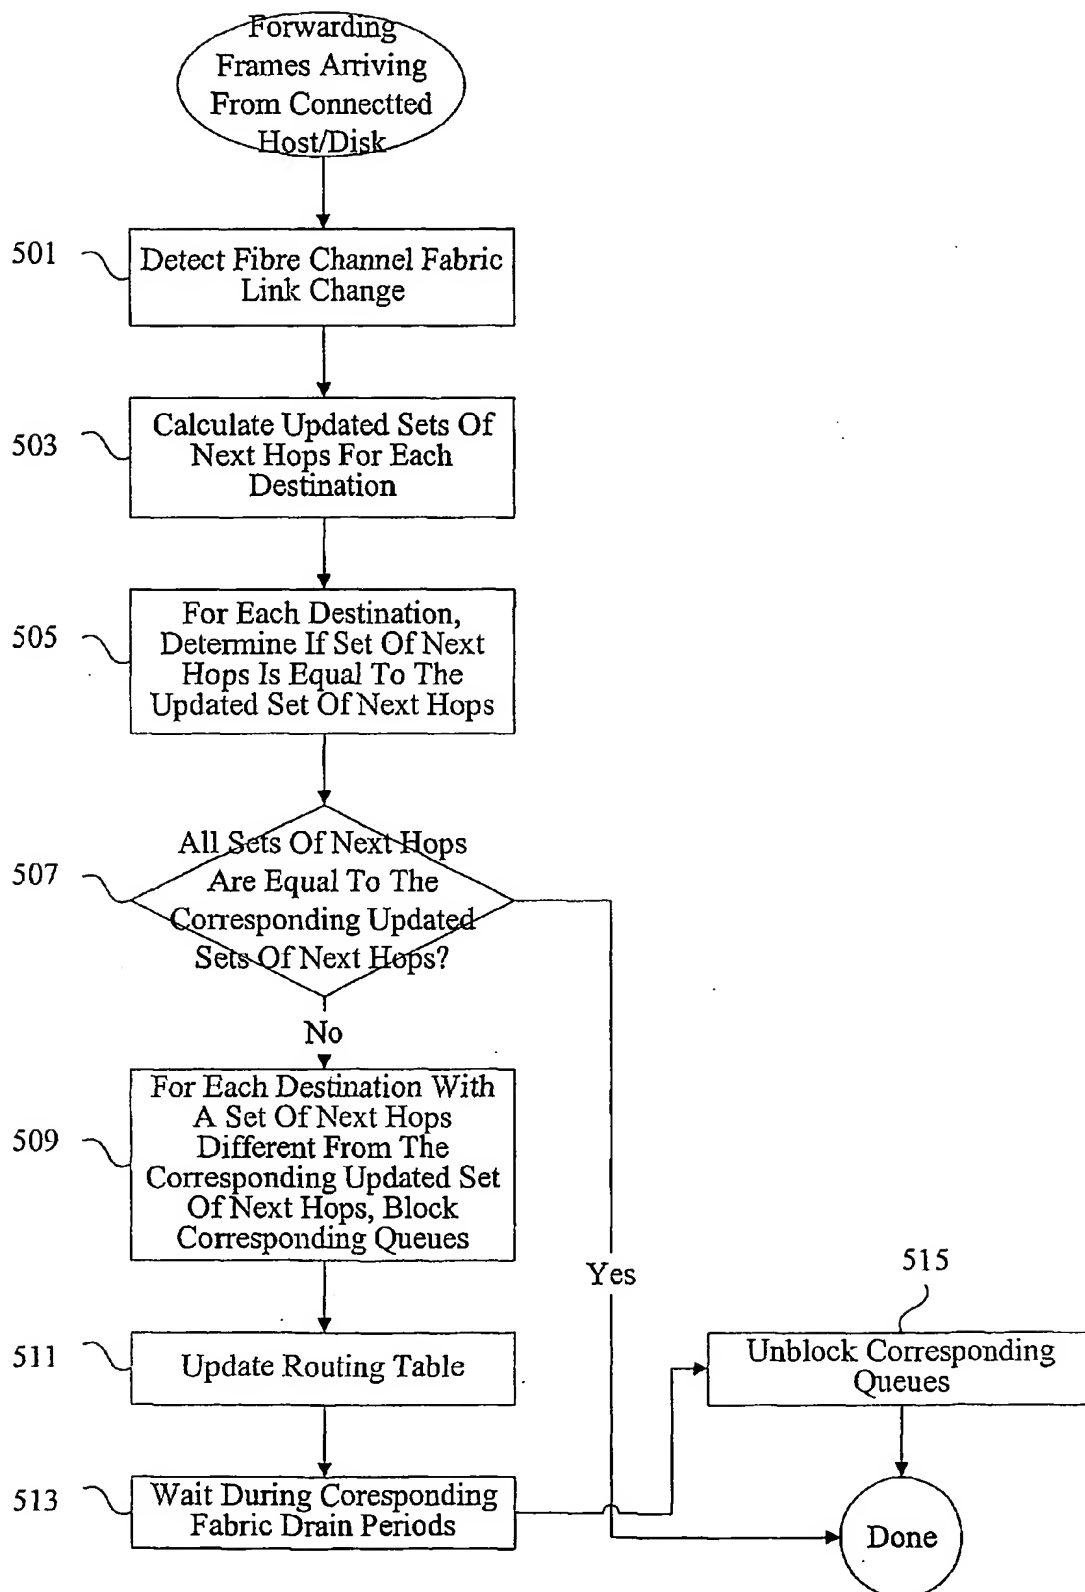 Forwarding
Frames Arriving
From Connectted
Host/Disk
501
Detect Fibre Channel Fabric
Link Change
503
Calculate Updated Sets Of
Next Hops For Each
Destination
505
For Each Destination,
Determine If Set Of Next
Hops Is Equal To The
Updated Set Of Next Hops
507
All Sets Of Next Hops
Are Equal To The
Corresponding Updated
Sets Of Next Hops?
No
509
For Each Destination With
A Set Of Next Hops
Different From The
Corresponding Updated Set
Of Next Hops, Block
Corresponding Queues
Yes
511
Update Routing Table
513
Wait During Coresponding
Fabric Drain Periods
515
Unblock Corresponding
Queues
Done